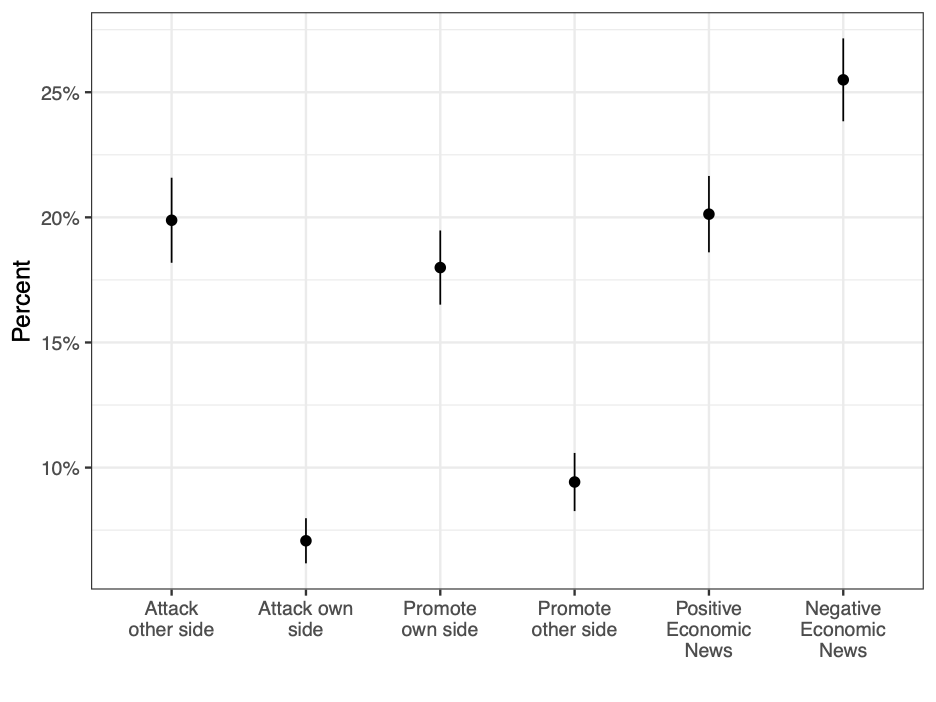 25%
20%
15%
10%
Percent
Attack
other side
Attack own
side
Promote
own side
Promote
other side
Positive
Economic
News
Negative
Economic
News